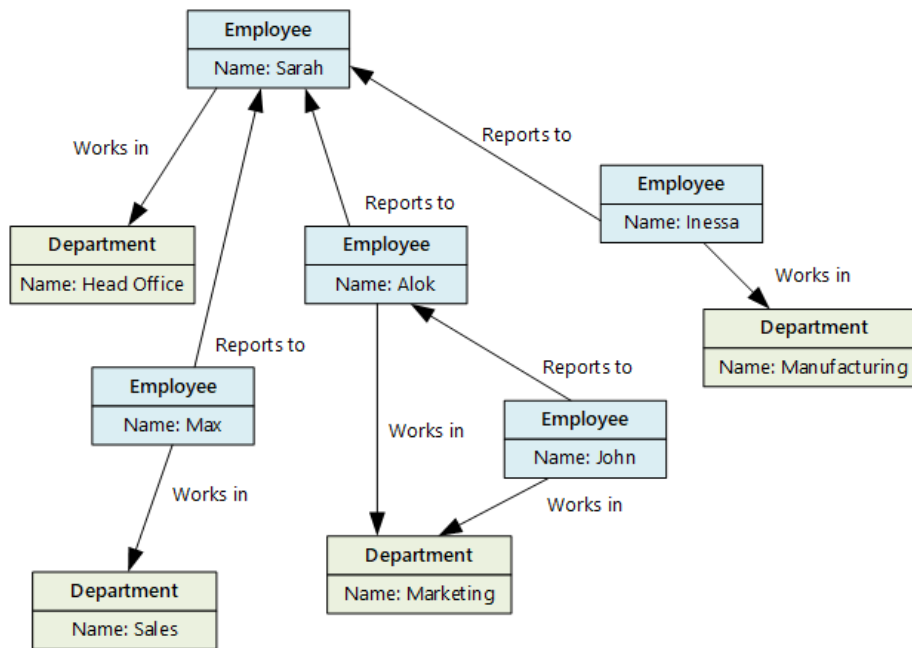 Employee
Name: Sarah
Works in
Reports to
Employee
Name: Inessa
Reports to
Department
Name: Head Office
Employee
Name: Alok
Works in
Department
Name: Manufacturing
Reports to
Employee
Name: Max
Reports to
Employee
Name: John
Works in
Works in
Works in
Department
Name: Marketing
Department
Name: Sales